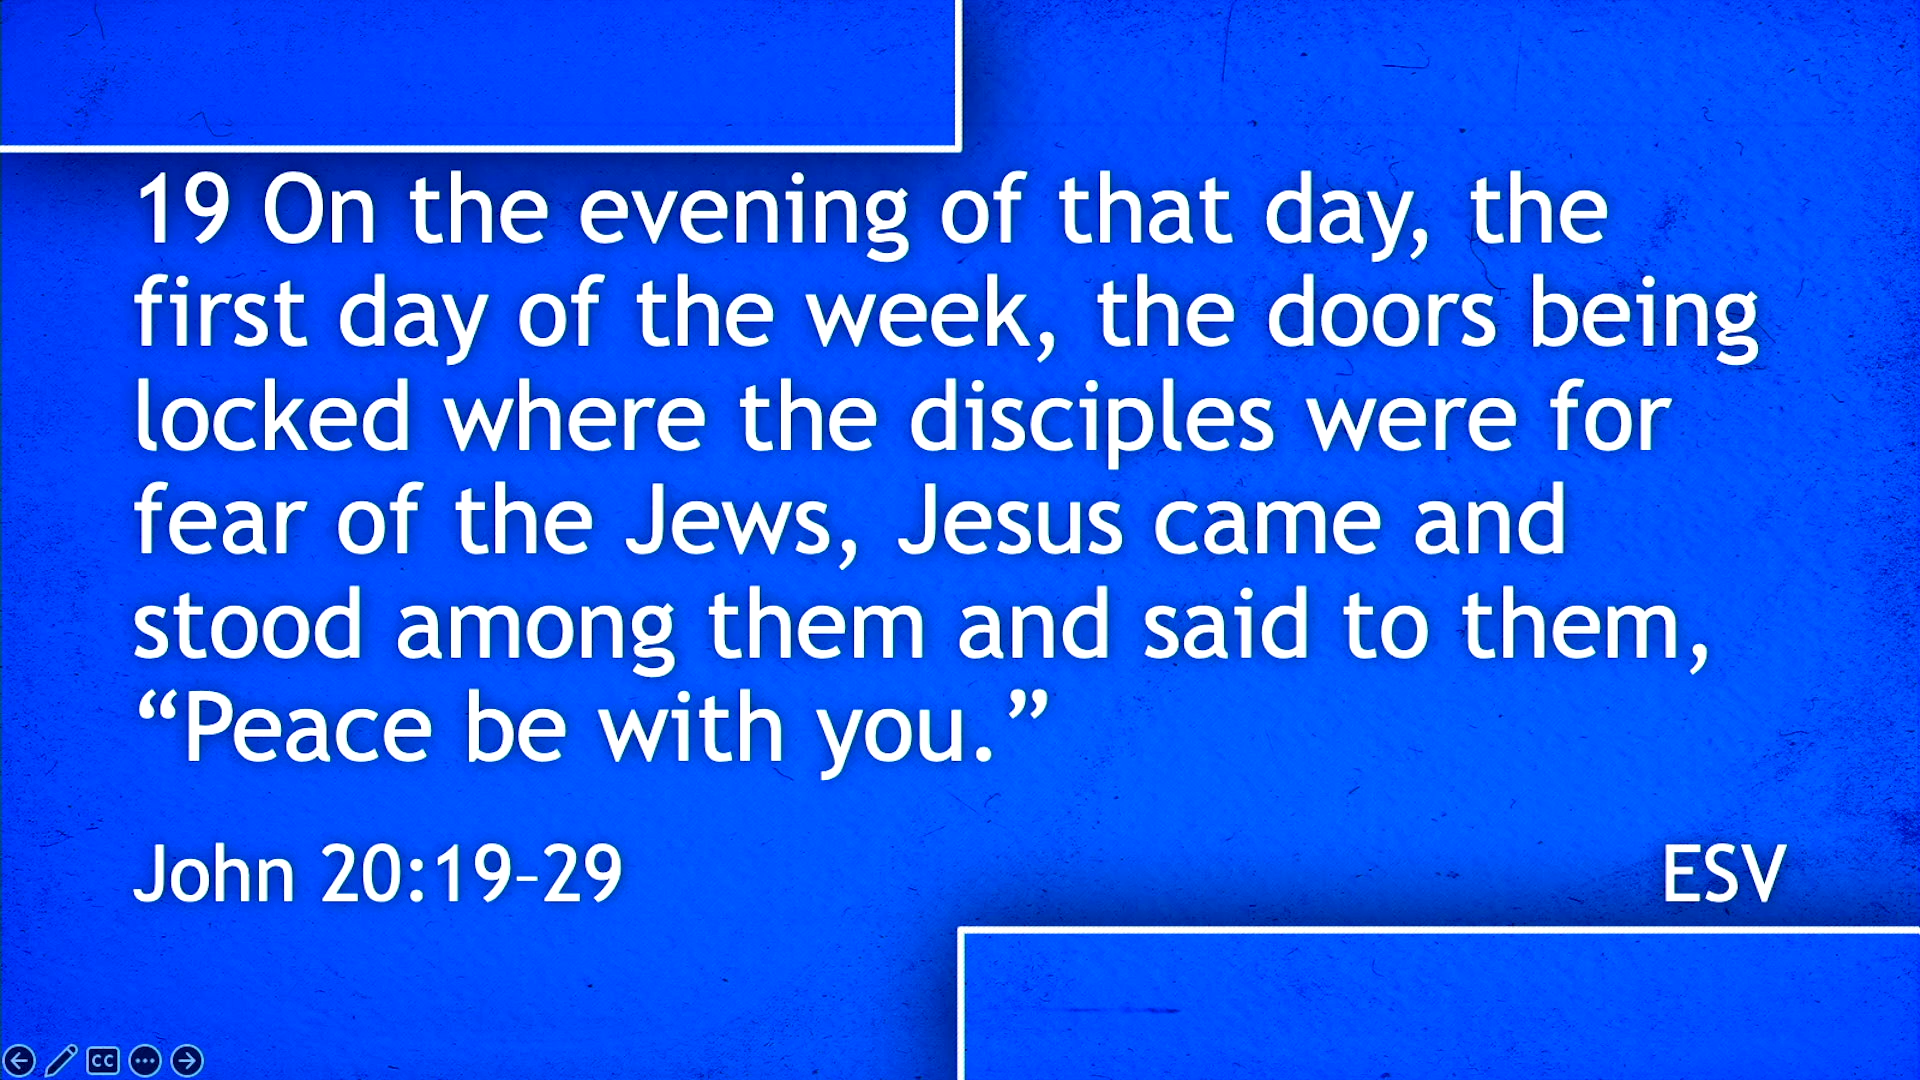 19 On the evening of that day, the
first day of the week, the doors being
locked where the disciples were for
fear of the Jews, Jesus came and
stood among them and said to them,
“Peace be with you.”
John 20:19–29
ESV
CC